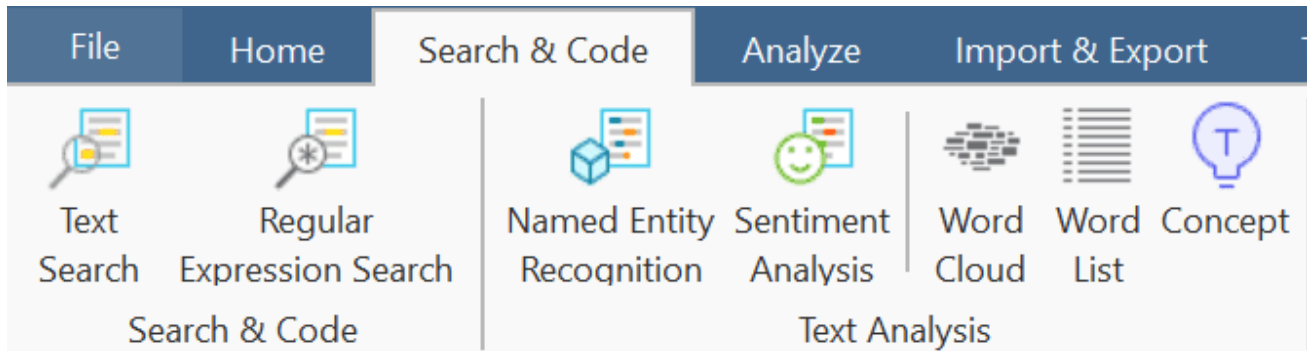 File Home Search & Code Analyze Import & Export
Text Search
Regular Expression Search
Named Entity Recognition
Sentiment Analysis
Word Cloud
Word List
Concept
Search & Code
Text Analysis